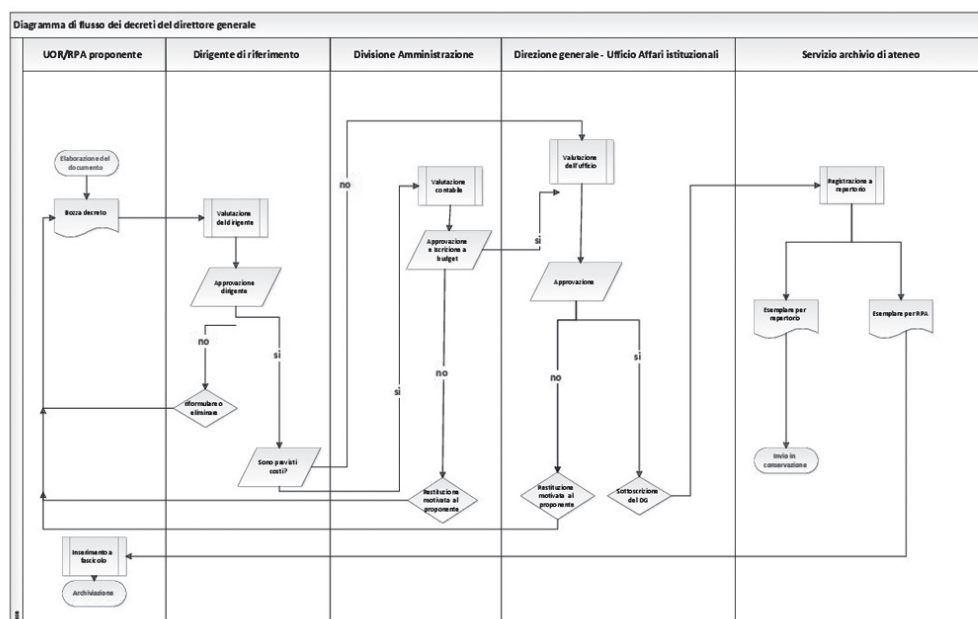 Diagramma di flusso dei decreti del direttore generale
UOR/RPA proponente
Dirigente di riferimento
Divisione Amministrazione
Direzione generale - Ufficio Affari istituzionali
Servizio archivio di ateneo
Elaborazione del
documento
Bozza decreto
Valutazione
del dirigente
Approvazione
dirigente
no
si
riformulare o
eliminare
Sono previsti
costi?
no
si
Valutazione
contabile
Approvazione
e iscrizione a
budget
si
no
Restituzione
motivata al
proponente
Valutazione
dell'ufficio
Approvazione
no
si
Restituzione
motivata al
proponente
Sottoscrizione
del DG
Registrazione a
repertorio
Esemplare per
repertorio
Esemplare per RPA
Invio in
conservazione
Inserimento a
fascicolo
Archiviazione